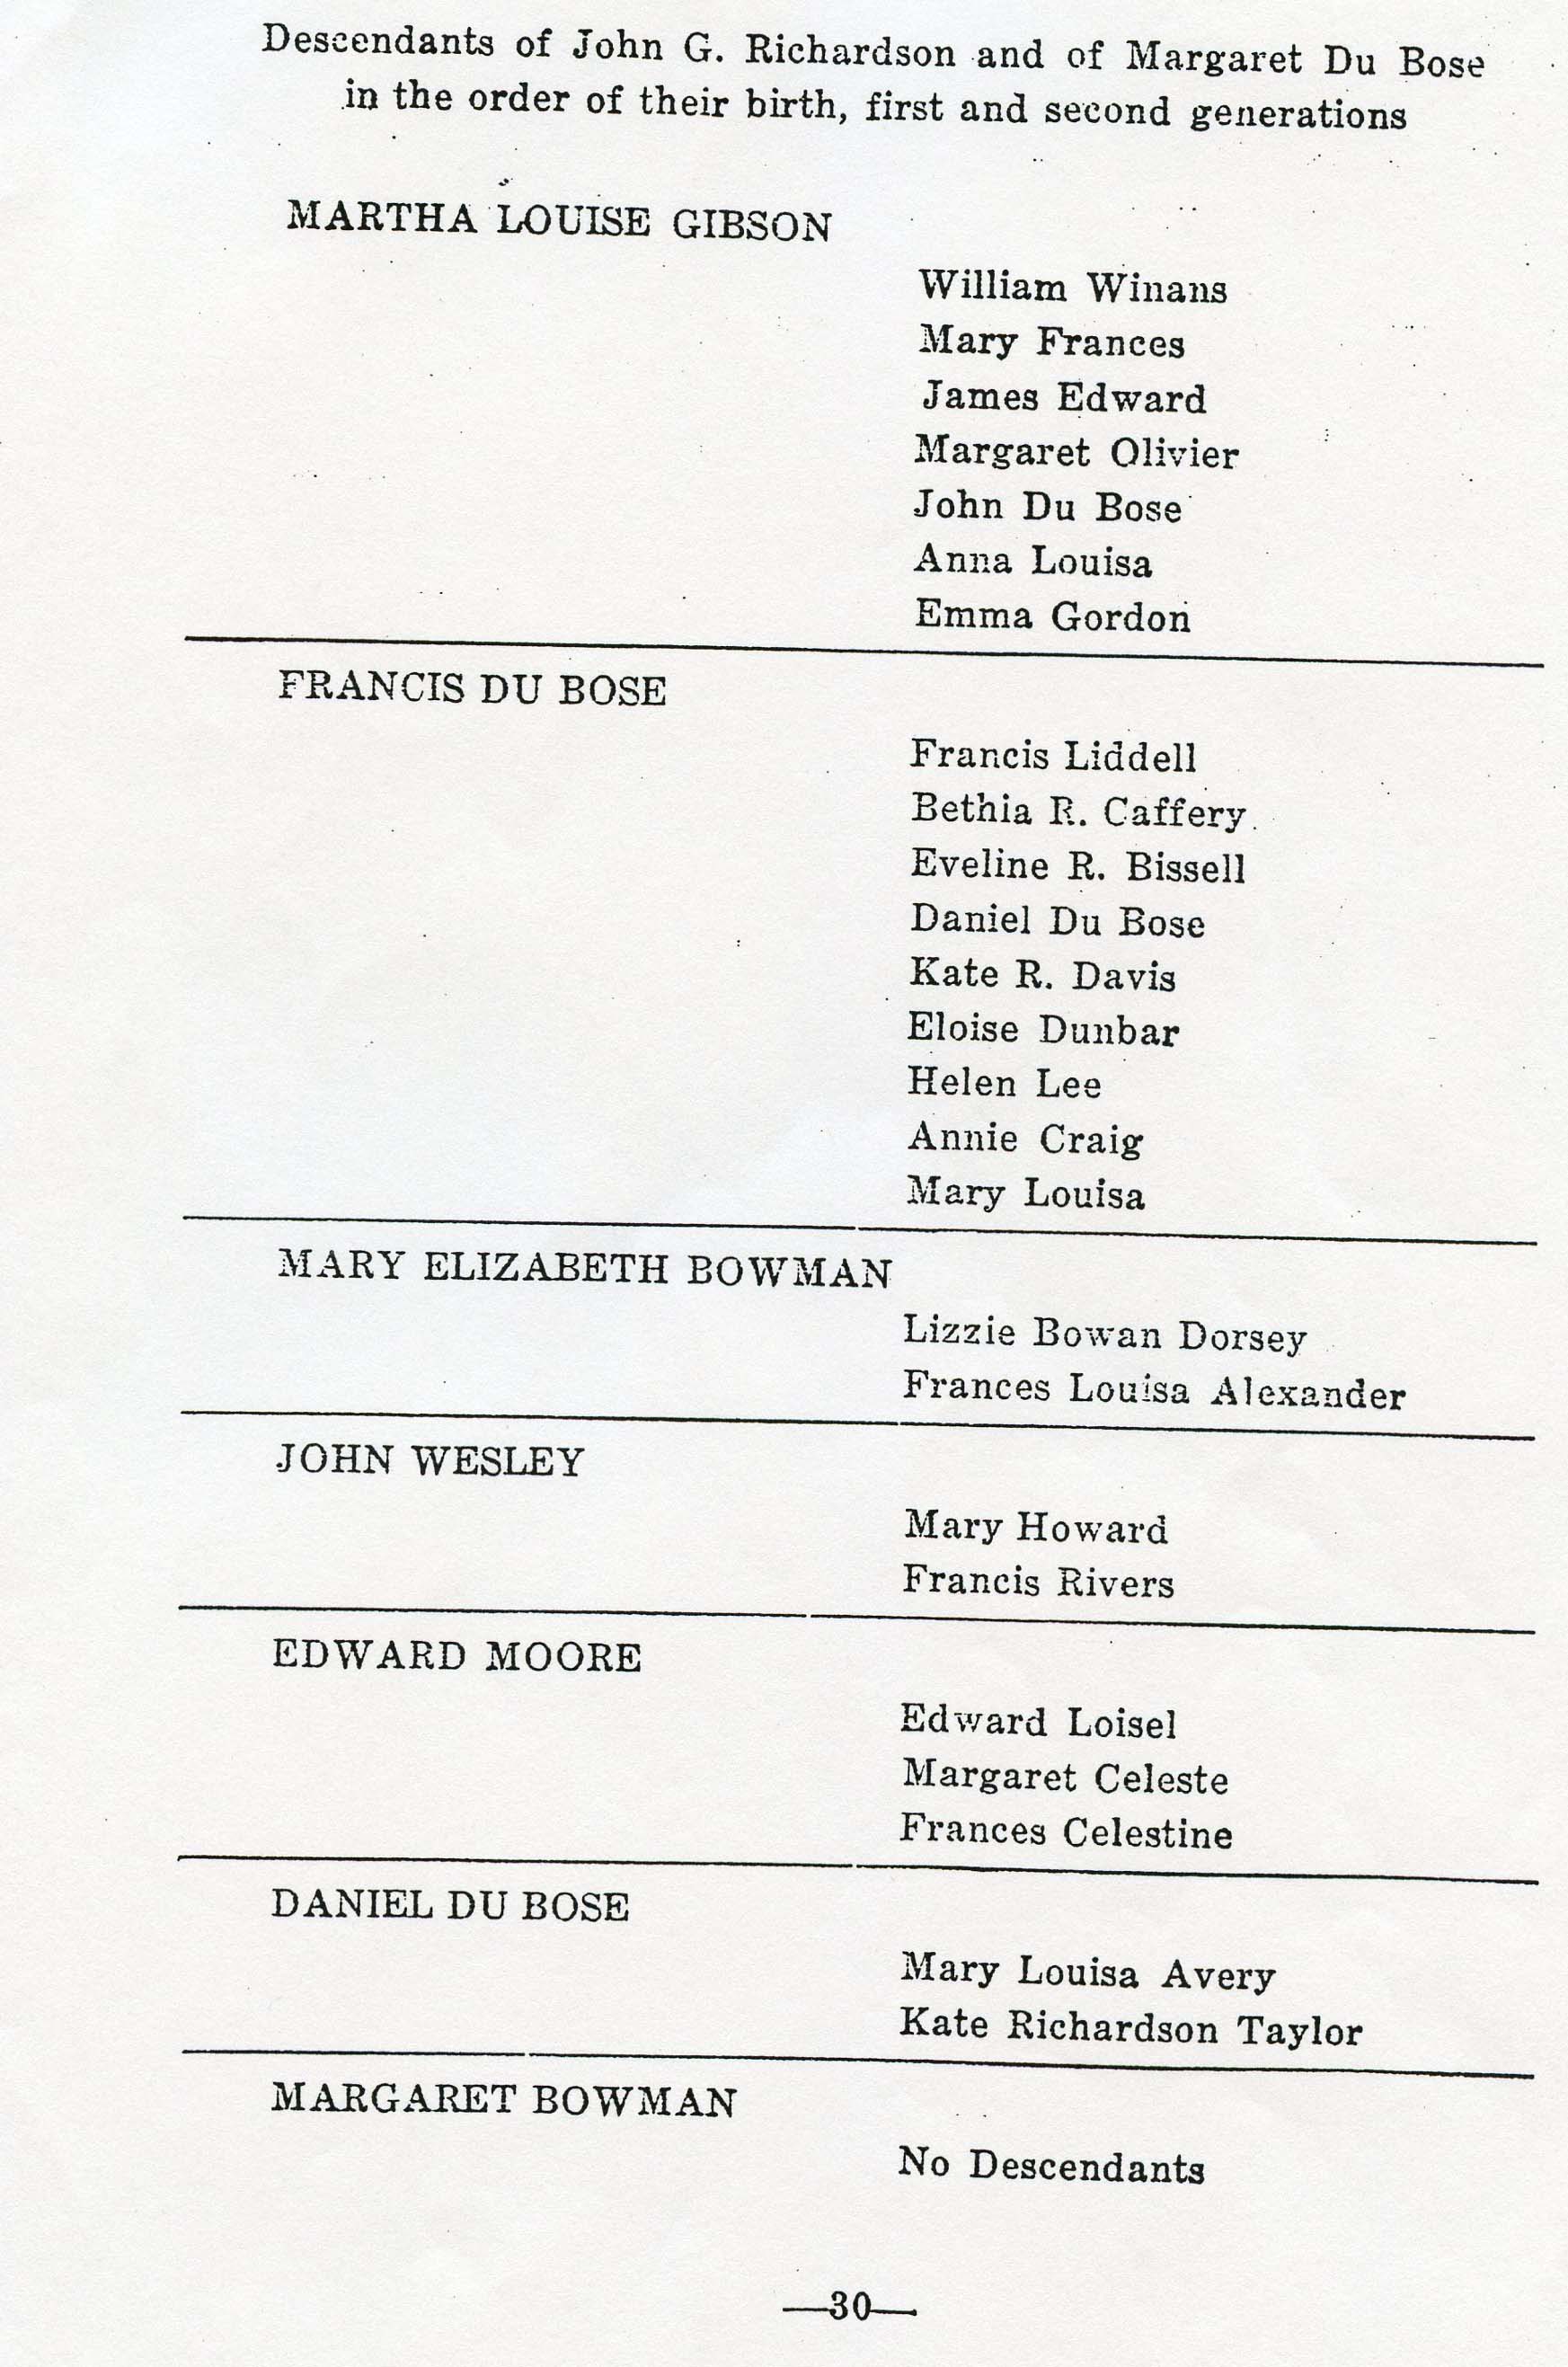 Descendants of John G. Richardson and of Margaret Du Bose
in the order of their birth, first and second generations
MARTHA LOUISE GIBSON
William Winans
Mary Frances
James Edward
Margaret Olivier
John Du Bose
Anna Louisa
Emma Gordon
FRANCIS DU BOSE
Francis Liddell
Bethia R. Caffery
Eveline R. Bissell
Daniel Du Bose
Kate R. Davis
Eloise Dunbar
Helen Lee
Annie Craig
Mary Louisa
MARY ELIZABETH BOWMAN
Lizzie Bowan Dorsey
Frances Louisa Alexander
JOHN WESLEY
Mary Howard
Francis Rivers
EDWARD MOORE
Edward Loisel
Margaret Celeste
Frances Celestine
DANIEL DU BOSE
Mary Louisa Avery
Kate Richardson Taylor
MARGARET BOWMAN
No Descendants
—30—